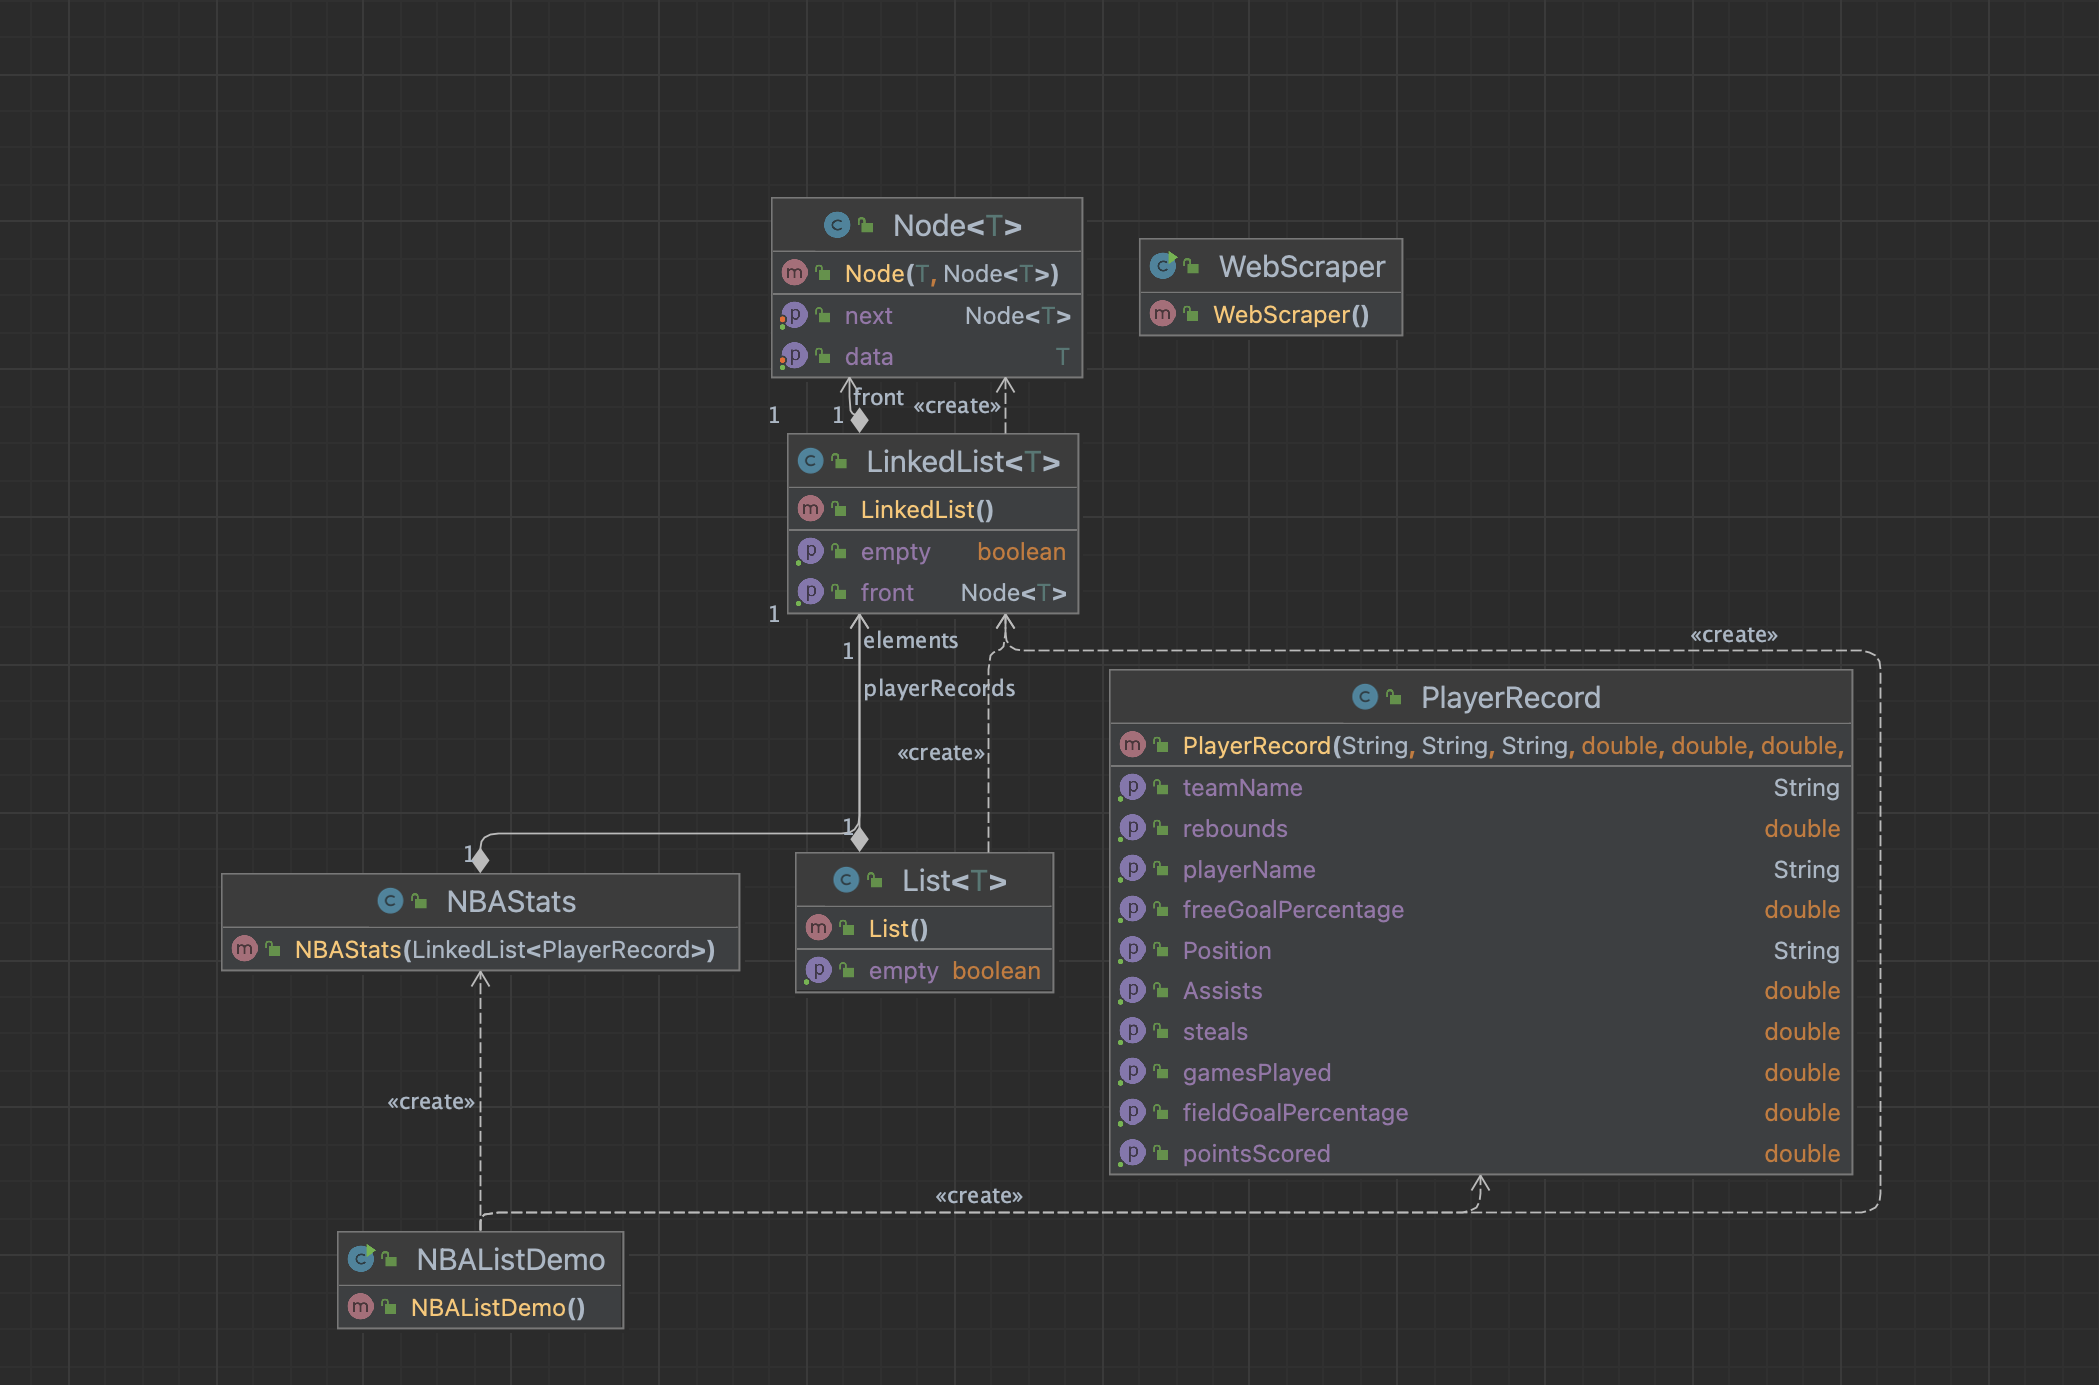 Node<T>
Node(T, Node<T>)
next Node<T>
data T
WebScraper
WebScraper()
front
«create»
1
1
LinkedList<T>
LinkedList()
empty boolean
front Node<T>
1
elements
1
«create»
playerRecords
«create»
PlayerRecord
PlayerRecord(String, String, String, double, double, double,
teamName String
rebounds double
playerName String
freeGoalPercentage double
Position String
Assists double
steals double
gamesPlayed double
fieldGoalPercentage double
pointsScored double
1
1
NBAStats
NBAStats(LinkedList<PlayerRecord>)
List<T>
List()
empty boolean
«create»
«create»
NBAListDemo
NBAListDemo()